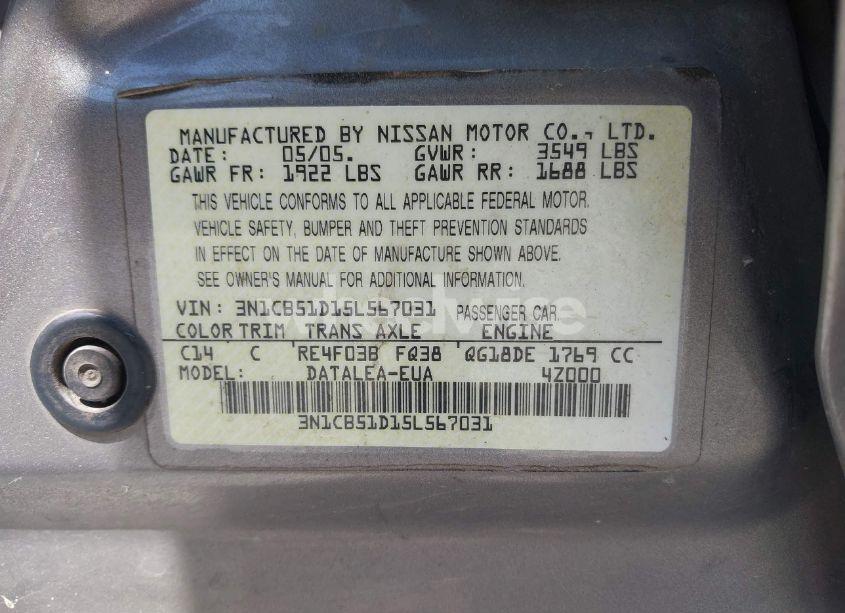 MANUFACTURED BY NISSAN MOTOR CO., LTD.
DATE: 05/05. GVWR: 3549 LBS
GAWR FR: 1922 LBS GAWR RR: 1688 LBS
THIS VEHICLE CONFORMS TO ALL APPLICABLE FEDERAL MOTOR
VEHICLE SAFETY, BUMPER AND THEFT PREVENTION STANDARDS
IN EFFECT ON THE DATE OF MANUFACTURE SHOWN ABOVE.
SEE OWNER'S MANUAL FOR ADDITIONAL INFORMATION.
VIN: 3N1CB51D15L567031 PASSENGER CAR
COLOR TRIM TRANS AXLE ENGINE
C14 C RE4F03B FQ38 QG18DE 1769 CC
MODEL: DATALEA-EUA 4Z000
3N1CB51D15L567031